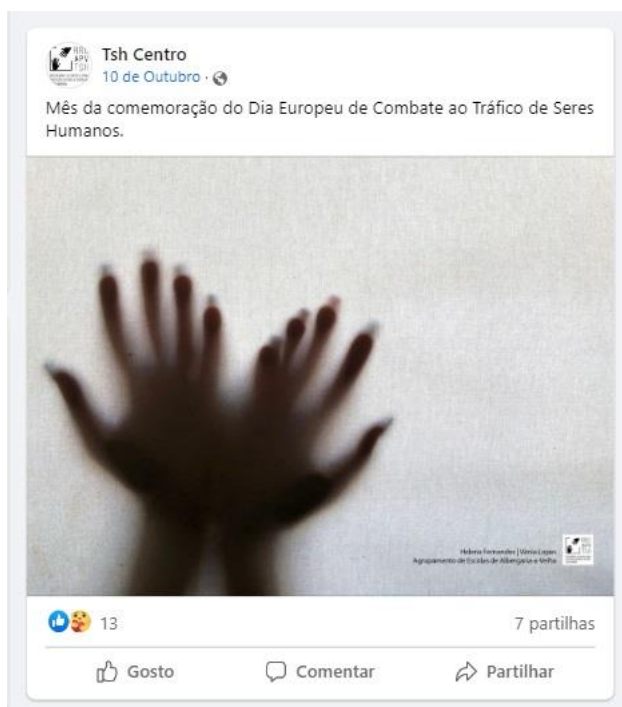 Tsh Centro
10 de Outubro
Mês da comemoração do Dia Europeu de Combate ao Tráfico de Seres
Humanos.
Helena Fernandes | Vânia Lopes
Agrupamento de Escolas de Albergaria-a-Velha
13
7 partilhas
Gosto
Comentar
Partilhar